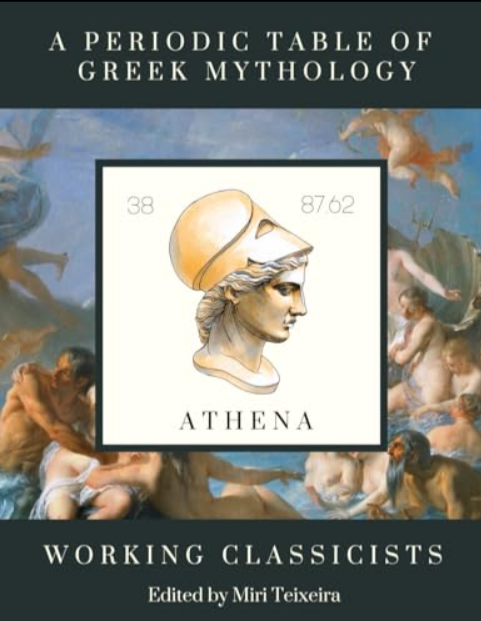 A PERIODIC TABLE OF
GREEK MYTHOLOGY
38
87.62
ATHENA
WORKING CLASSICISTS
Edited by Miri Teixeira